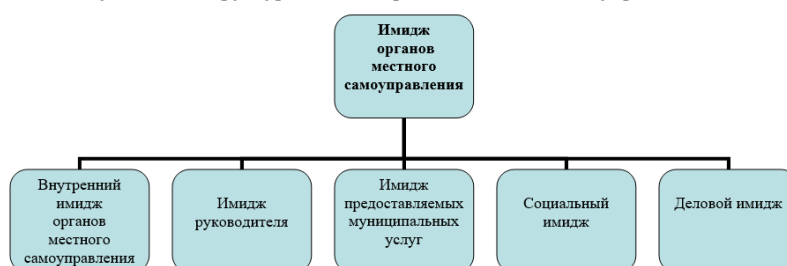 Имидж
органов
местного
самоуправления
Внутренний
имидж
органов
местного
самоуправления
Имидж
руководителя
Имидж
предоставляемых
муниципальных
услуг
Социальный
имидж
Деловой имидж